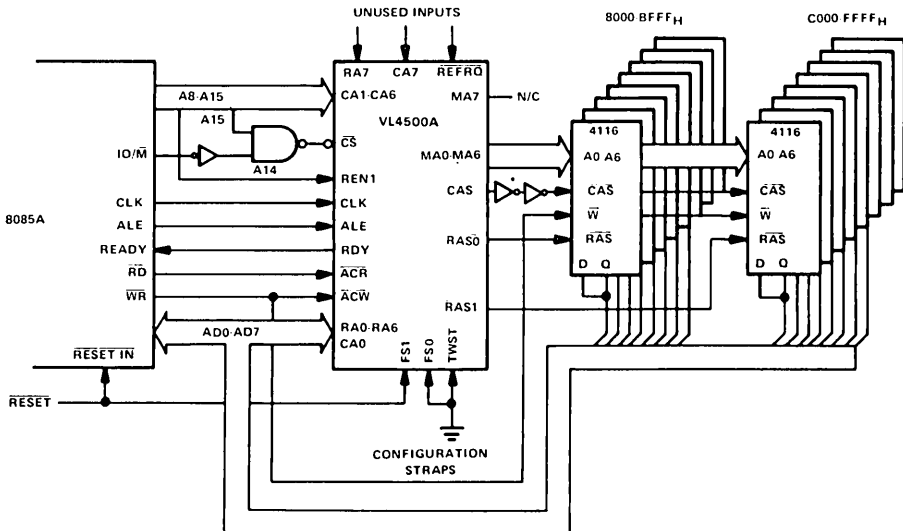 UNUSED INPUTS
8000-BFFF H
C000-FFFF H
RA7
CA7
REFRQ
A8-A15
CA1-CA6
MA7
N/C
A15
VL4500A
4116
4116
IO/M
CS
MA0-MA6
A0 A6
A0 A6
A14
REN1
CAS
CAS
CAS
CLK
CLK
W
W
8085A
ALE
ALE
RAS0
RAS
RAS
READY
RDY
D Q
D Q
RD
ACR
WR
ACW
RAS1
AD0-AD7
RA0-RA6
CA0
RESET IN
FS1
FS0
TWST
RESET
CONFIGURATION
STRAPS